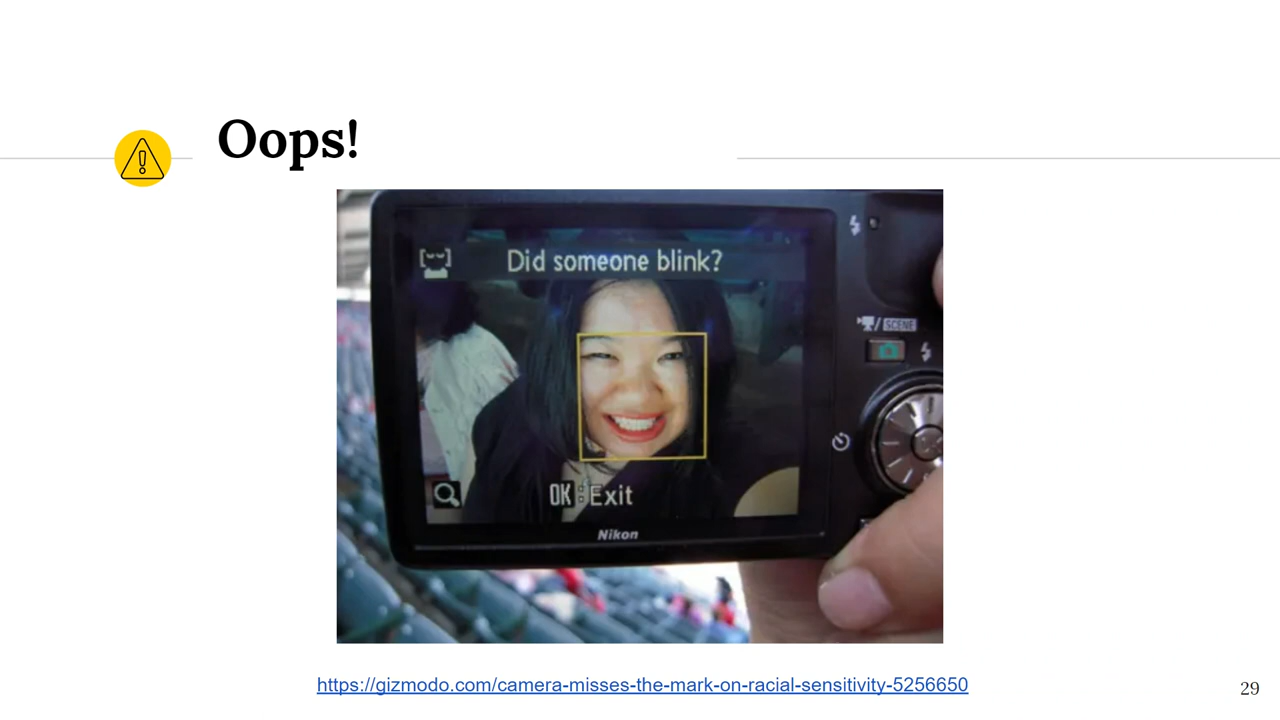 Oops!
Did someone blink?
SCENE
OK : Exit
Nikon
https://gizmodo.com/camera-misses-the-mark-on-racial-sensitivity-5256650
29